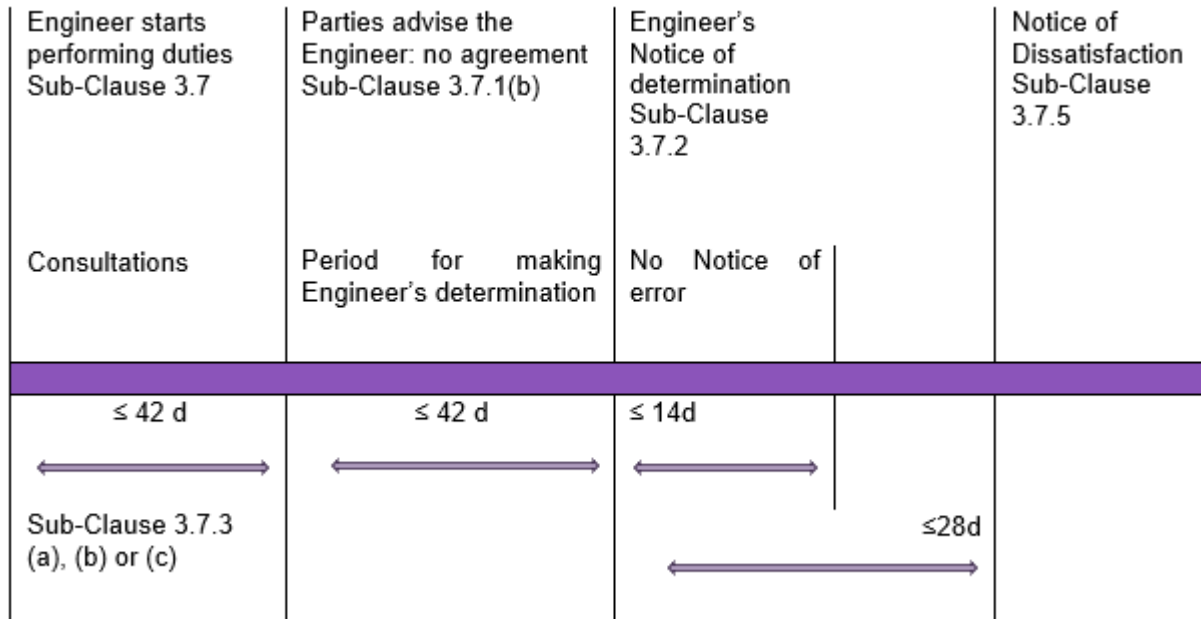 Engineer starts
performing duties
Sub-Clause 3.7
Parties advise the
Engineer: no agreement
Sub-Clause 3.7.1(b)
Engineer’s
Notice of
determination
Sub-Clause
3.7.2
Notice of
Dissatisfaction
Sub-Clause
3.7.5
Consultations
Period for making
Engineer’s determination
No Notice of
error
≤ 42 d
≤ 42 d
≤ 14d
Sub-Clause 3.7.3
(a), (b) or (c)
≤28d